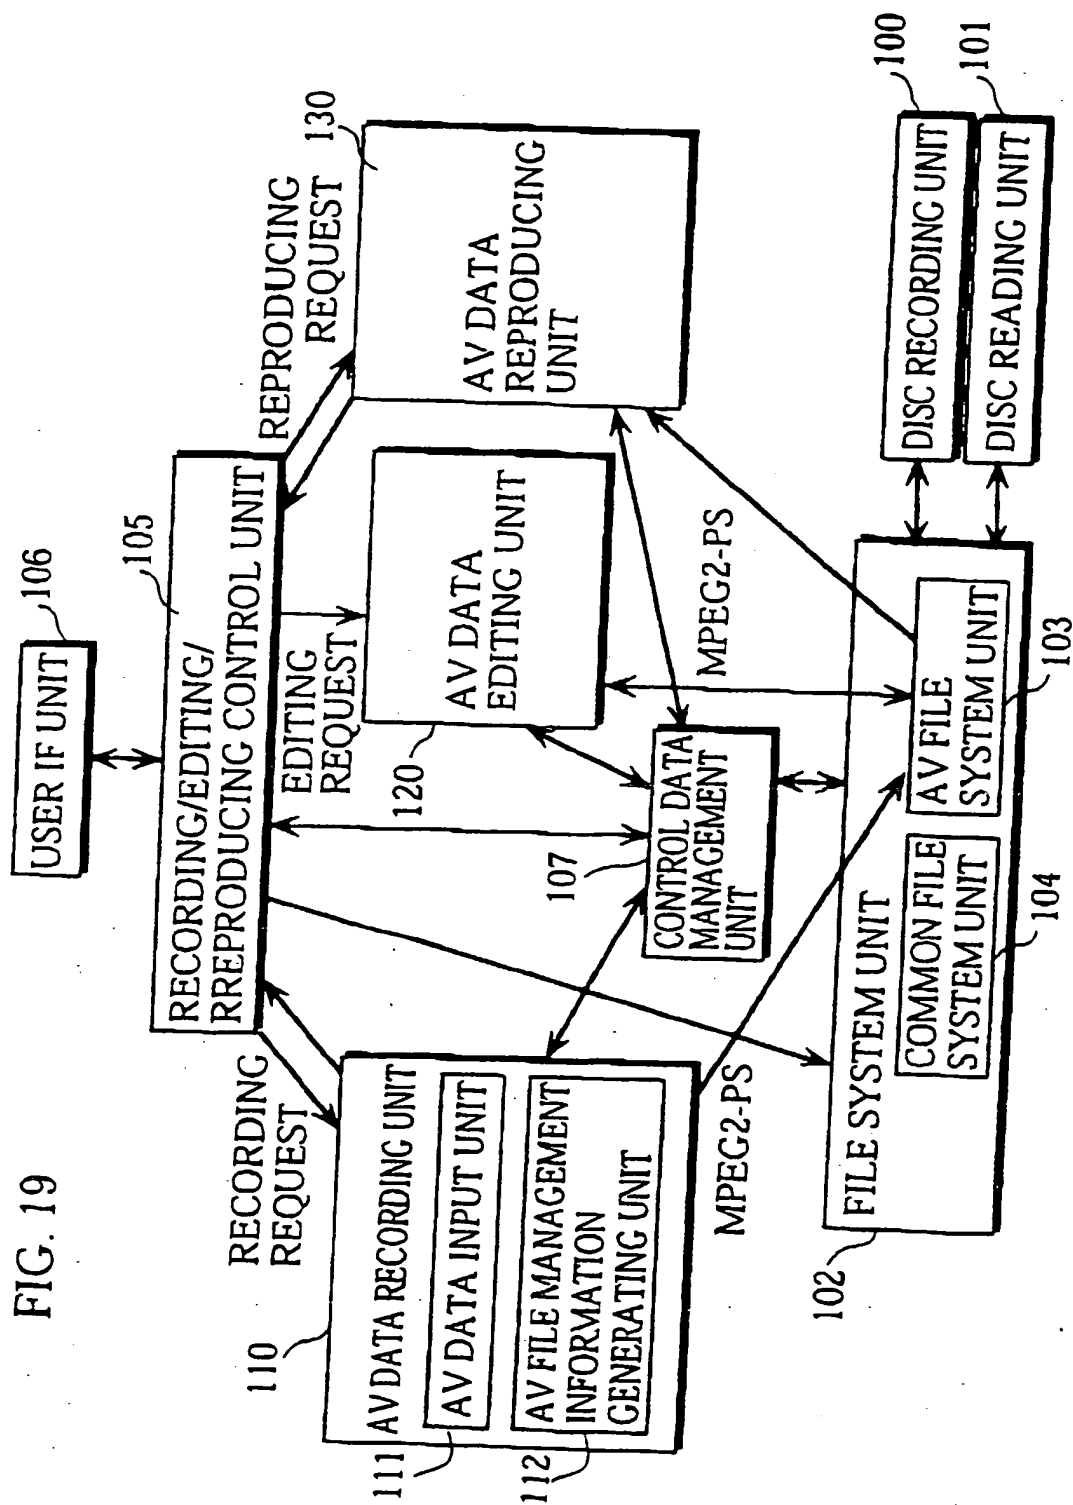 FIG. 19
USER IF UNIT
106
105
RECORDING/EDITING/
RREPRODUCING CONTROL UNIT
RECORDING
REQUEST
EDITING
REQUEST
REPRODUCING
REQUEST
110
AV DATA RECORDING UNIT
111
AV DATA INPUT UNIT
112
AV FILE MANAGEMENT
INFORMATION
GENERATING UNIT
120
AV DATA
EDITING UNIT
130
AV DATA
REPRODUCING
UNIT
107
CONTROL DATA
MANAGEMENT
UNIT
MPEG2-PS
MPEG2-PS
102
FILE SYSTEM UNIT
COMMON FILE
SYSTEM UNIT
104
AV FILE
SYSTEM UNIT
103
DISC RECORDING UNIT
100
DISC READING UNIT
101